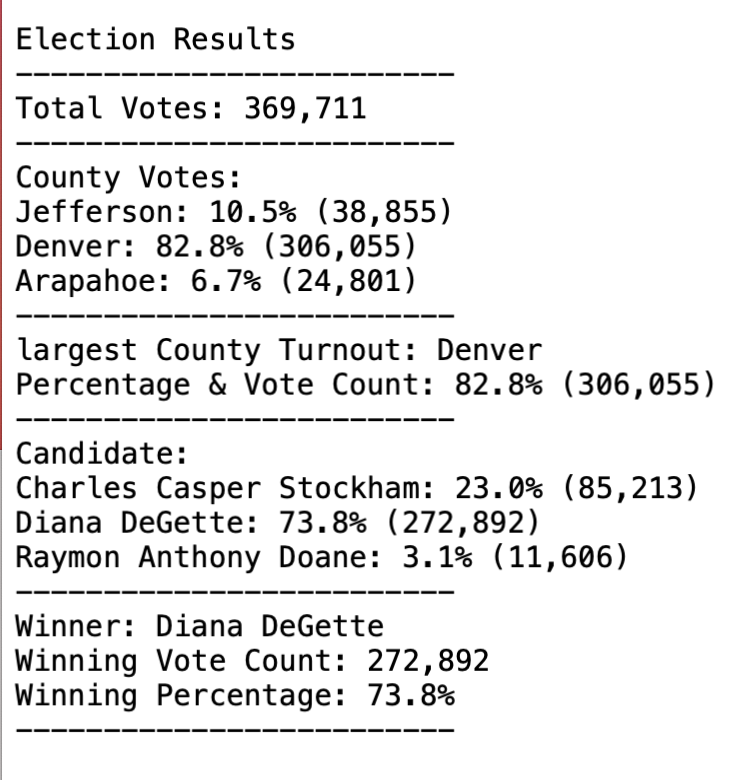 Election Results
-------------------------
Total Votes: 369,711
-------------------------
County Votes:
Jefferson: 10.5% (38,855)
Denver: 82.8% (306,055)
Arapahoe: 6.7% (24,801)
-------------------------
largest County Turnout: Denver
Percentage & Vote Count: 82.8% (306,055)
-------------------------
Candidate:
Charles Casper Stockham: 23.0% (85,213)
Diana DeGette: 73.8% (272,892)
Raymon Anthony Doane: 3.1% (11,606)
-------------------------
Winner: Diana DeGette
Winning Vote Count: 272,892
Winning Percentage: 73.8%
-------------------------